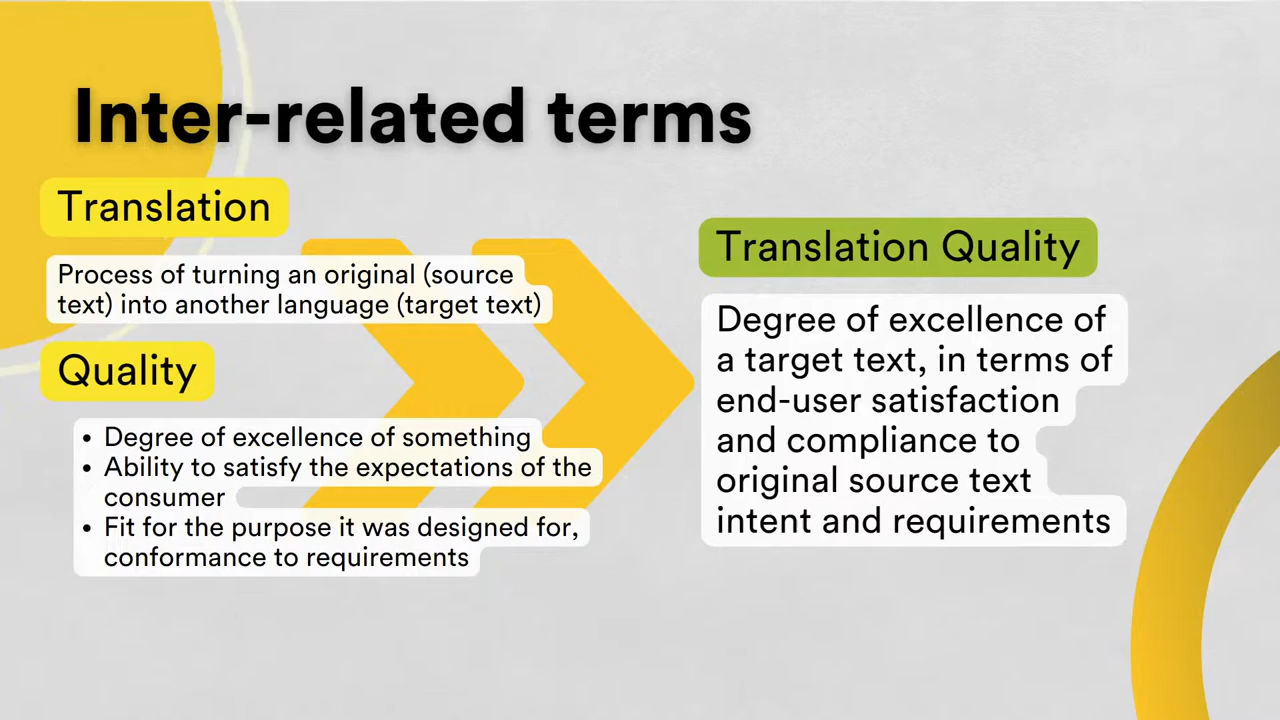 Inter-related terms
Translation
Process of turning an original (source
text) into another language (target text)
Quality
• Degree of excellence of something
• Ability to satisfy the expectations of the
consumer
• Fit for the purpose it was designed for,
conformance to requirements
Translation Quality
Degree of excellence of
a target text, in terms of
end-user satisfaction
and compliance to
original source text
intent and requirements